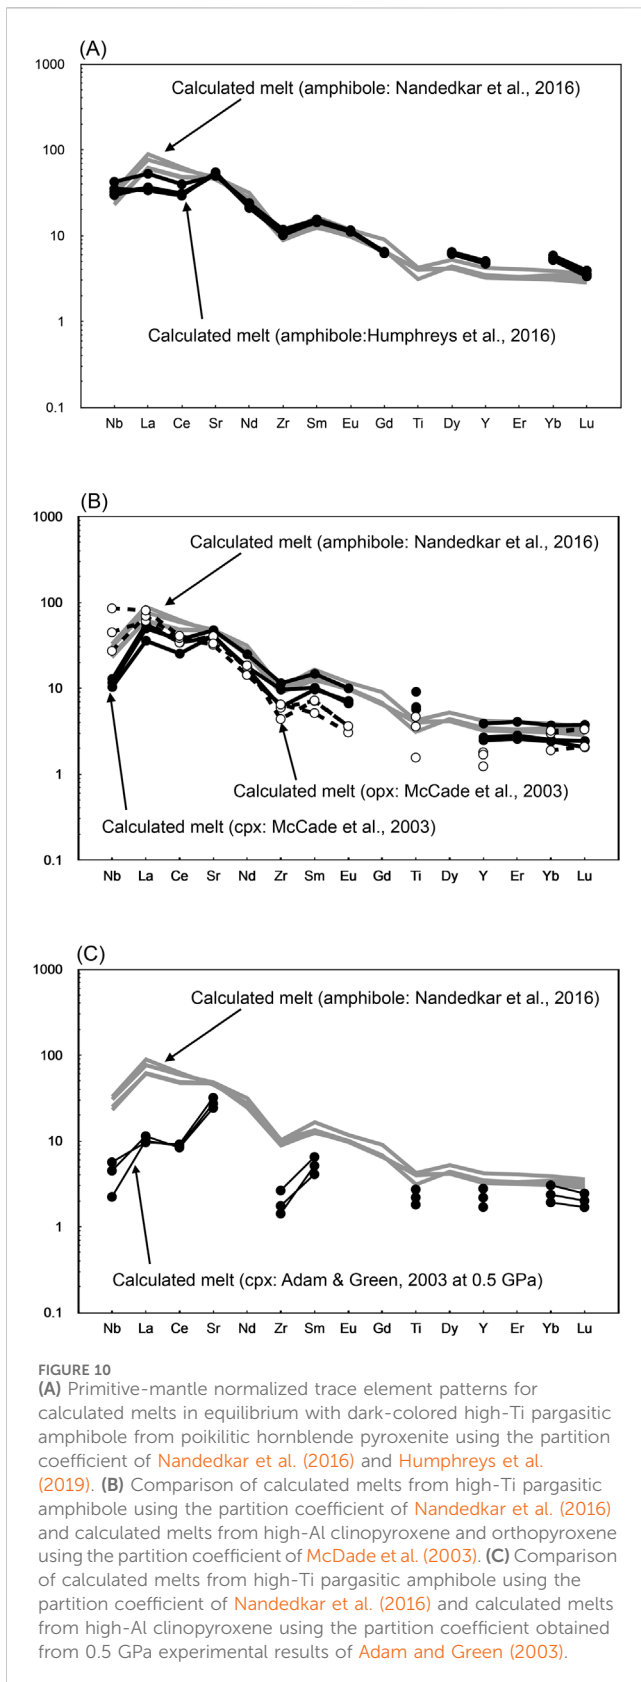 (A)
1000
Calculated melt (amphibole: Nandedkar et al., 2016)
100
10
1
Calculated melt (amphibole:Humphreys et al., 2016)
0.1
Nb La Ce Sr Nd Zr Sm Eu Gd Ti Dy Y Er Yb Lu
(B)
1000
Calculated melt (amphibole: Nandedkar et al., 2016)
100
10
1
Calculated melt (opx: McCade et al., 2003)
Calculated melt (cpx: McCade et al., 2003)
0.1
Nb La Ce Sr Nd Zr Sm Eu Gd Ti Dy Y Er Yb Lu
(C)
1000
Calculated melt (amphibole: Nandedkar et al., 2016)
100
10
1
Calculated melt (cpx: Adam & Green, 2003 at 0.5 GPa)
0.1
Nb La Ce Sr Nd Zr Sm Eu Gd Ti Dy Y Er Yb Lu
FIGURE 10
(A) Primitive-mantle normalized trace element patterns for
calculated melts in equilibrium with dark-colored high-Ti pargasitic
amphibole from poikilitic hornblende pyroxenite using the partition
coefficient of Nandedkar et al. (2016) and Humphreys et al.
(2019). (B) Comparison of calculated melts from high-Ti pargasitic
amphibole using the partition coefficient of Nandedkar et al. (2016)
and calculated melts from high-Al clinopyroxene and orthopyroxene
using the partition coefficient of McDade et al. (2003). (C) Comparison
of calculated melts from high-Ti pargasitic amphibole using the
partition coefficient of Nandedkar et al. (2016) and calculated melts
from high-Al clinopyroxene using the partition coefficient obtained
from 0.5 GPa experimental results of Adam and Green (2003).